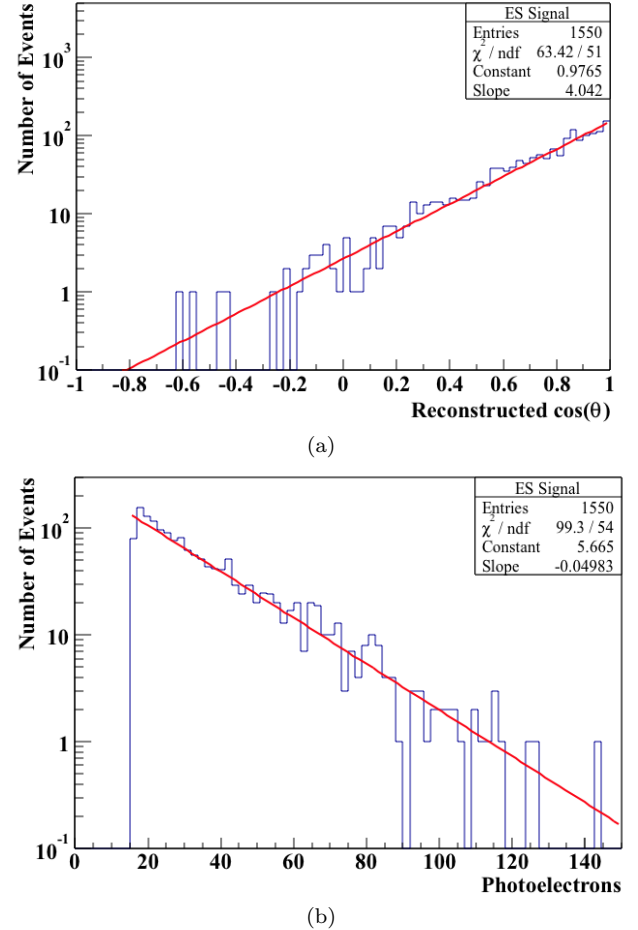 ES Signal
Entries 1550
χ² / ndf 63.42 / 51
Constant 0.9765
Slope 4.042
Number of Events
10³
10²
10
1
10⁻¹
-1 -0.8 -0.6 -0.4 -0.2 0 0.2 0.4 0.6 0.8 1
Reconstructed cos(θ)
(a)
ES Signal
Entries 1550
χ² / ndf 99.3 / 54
Constant 5.665
Slope -0.04983
Number of Events
10²
10
1
10⁻¹
0 20 40 60 80 100 120 140
Photoelectrons
(b)